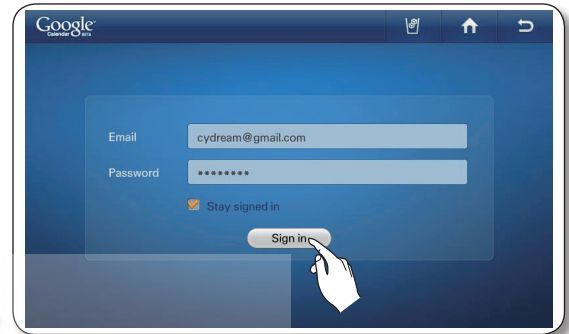 Google
Calendar BETA
Email
cydream@gmail.com
Password
********
Stay signed in
Sign in